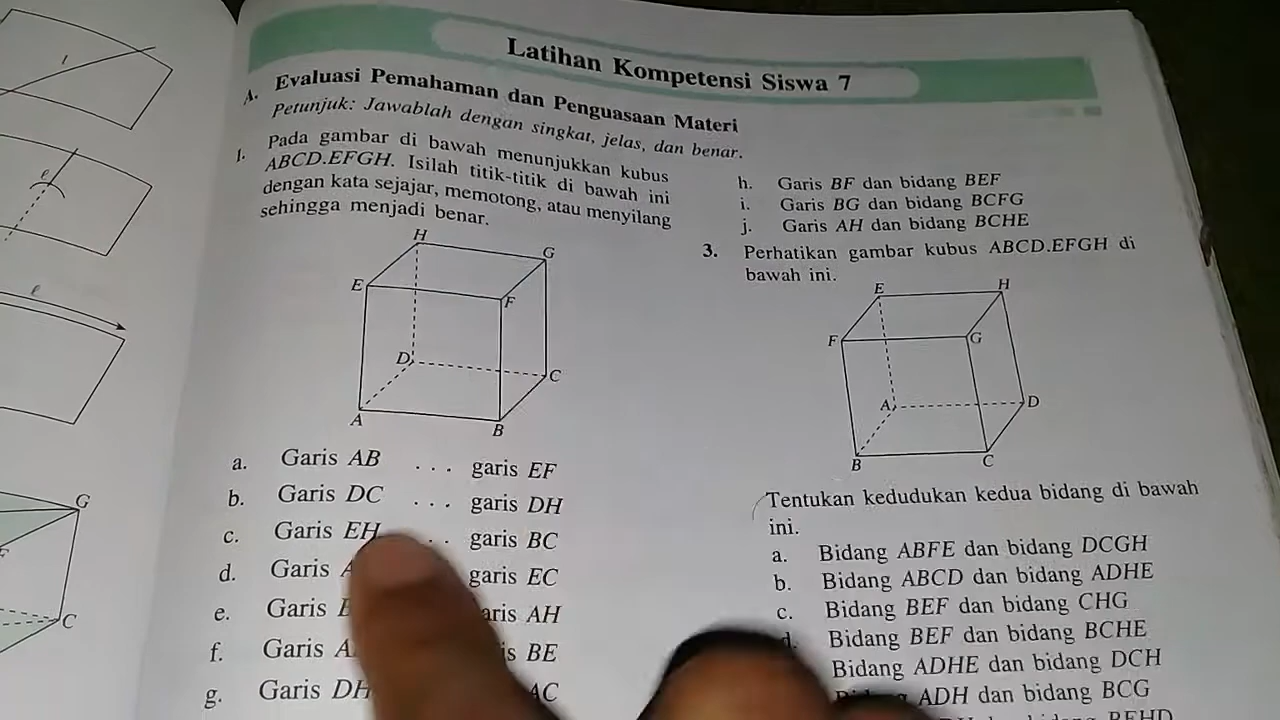 l
ℓ
ℓ
G
F
C
Latihan Kompetensi Siswa 7
A. Evaluasi Pemahaman dan Penguasaan Materi
Petunjuk: Jawablah dengan singkat, jelas, dan benar.
1. Pada gambar di bawah menunjukkan kubus
ABCD.EFGH. Isilah titik-titik di bawah ini
dengan kata sejajar, memotong, atau menyilang
sehingga menjadi benar.
H
G
E
F
D
C
A
B
a. Garis AB . . . garis EF
b. Garis DC . . . garis DH
c. Garis EH . . garis BC
d. Garis garis EC
e. Garis garis AH
f. Garis BE
g. Garis DH AC
h. Garis BF dan bidang BEF
i. Garis BG dan bidang BCFG
j. Garis AH dan bidang BCHE
3. Perhatikan gambar kubus ABCD.EFGH di
bawah ini.
E
H
F
G
A
D
B
C
Tentukan kedudukan kedua bidang di bawah
ini.
a. Bidang ABFE dan bidang DCGH
b. Bidang ABCD dan bidang ADHE
c. Bidang BEF dan bidang CHG
d. Bidang BEF dan bidang BCHE
Bidang ADHE dan bidang DCH
ADH dan bidang BCG
bidang BFHD